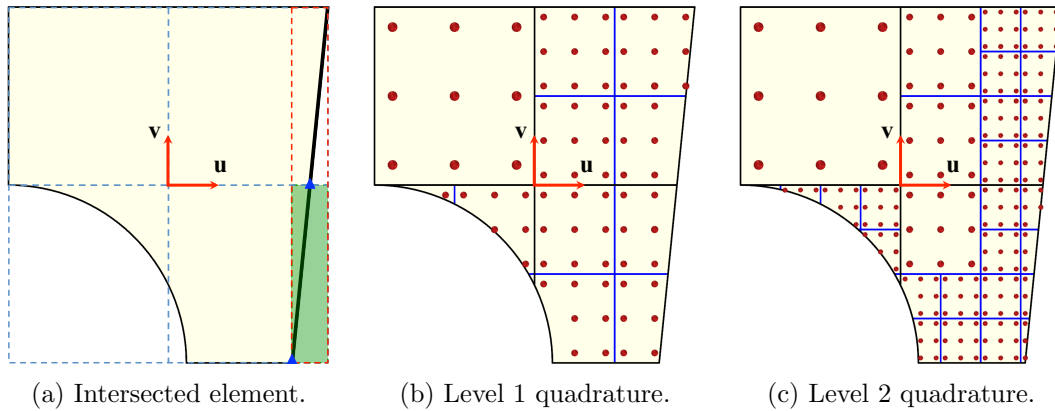 v
u
v
u
v
u
(a) Intersected element.
(b) Level 1 quadrature.
(c) Level 2 quadrature.